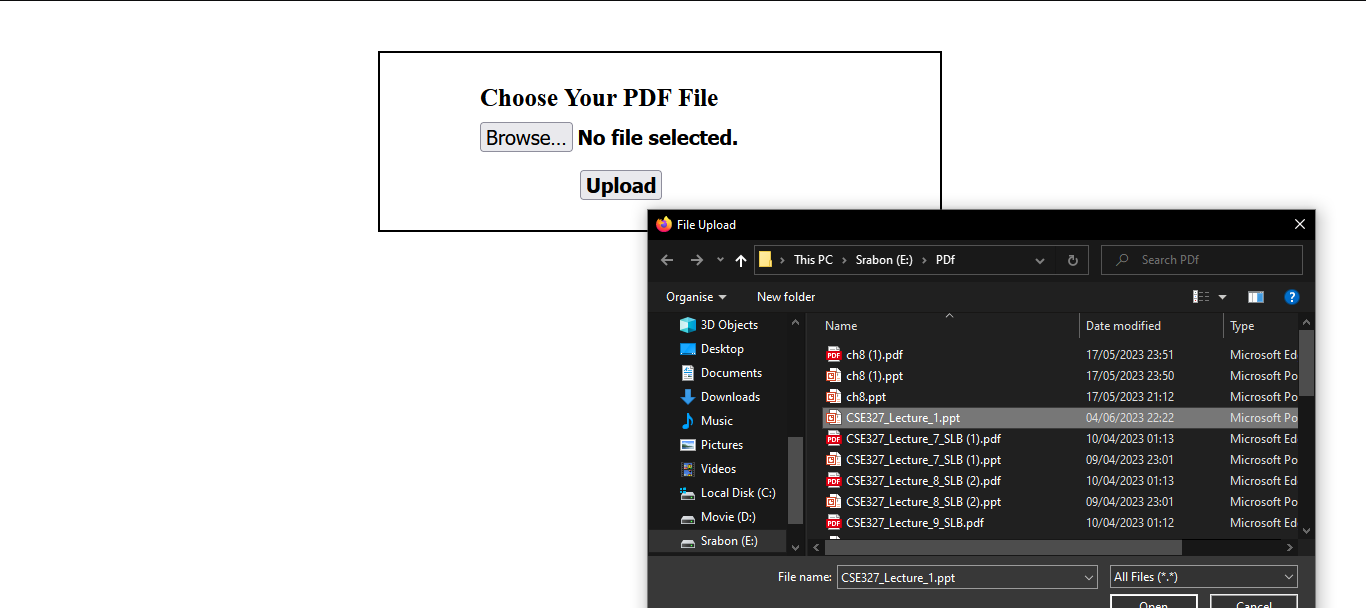 Choose Your PDF File
Browse... No file selected.
Upload
File Upload
This PC > Srabon (E:) > PDf
Search PDf
Organise New folder
?
3D Objects
Desktop
Documents
Downloads
Music
Pictures
Videos
Local Disk (C:)
Movie (D:)
Srabon (E:)
Name Date modified Type
ch8 (1).pdf 17/05/2023 23:51 Microsoft Ed
ch8 (1).ppt 17/05/2023 23:50 Microsoft Po
ch8.ppt 17/05/2023 21:12 Microsoft Po
CSE327_Lecture_1.ppt 04/06/2023 22:22 Microsoft Po
CSE327_Lecture_7_SLB (1).pdf 10/04/2023 01:13 Microsoft Ed
CSE327_Lecture_7_SLB (1).ppt 09/04/2023 23:01 Microsoft Po
CSE327_Lecture_8_SLB (2).pdf 10/04/2023 01:13 Microsoft Ed
CSE327_Lecture_8_SLB (2).ppt 09/04/2023 23:01 Microsoft Po
CSE327_Lecture_9_SLB.pdf 10/04/2023 01:12 Microsoft Ed
File name: CSE327_Lecture_1.ppt All Files (*.*)
Open Cancel